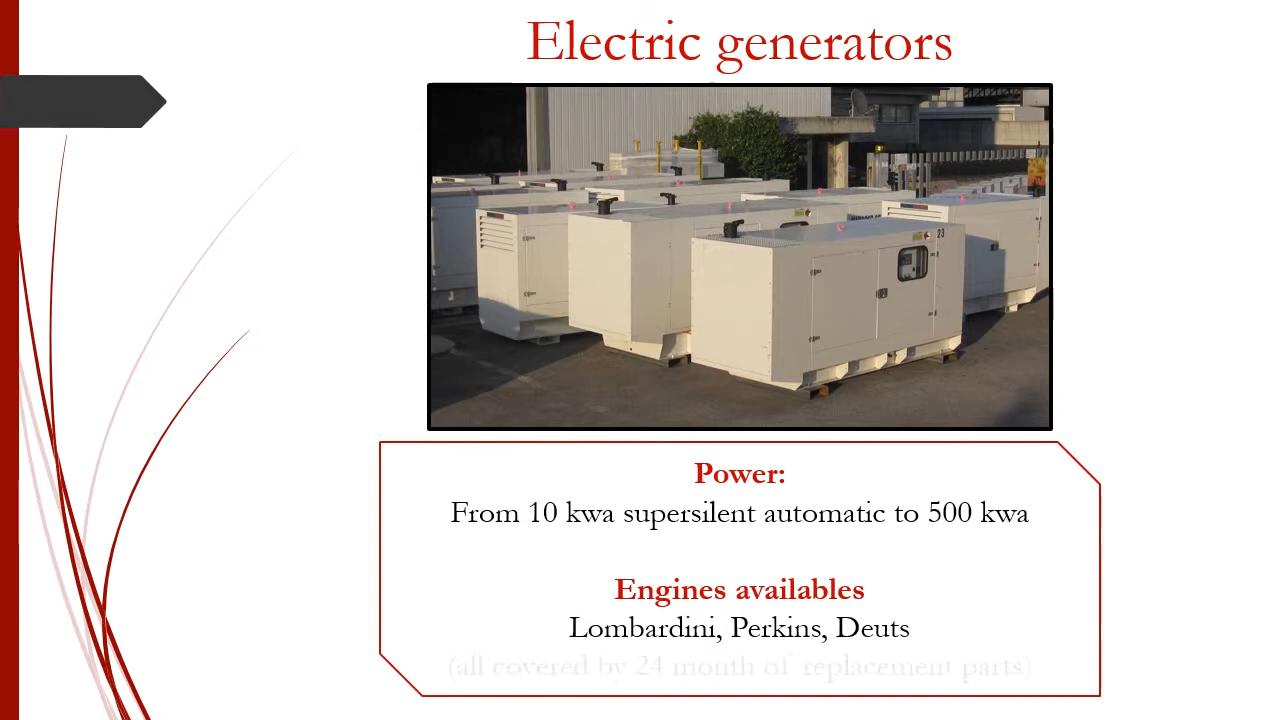 Electric generators
23
Power:
From 10 kwa supersilent automatic to 500 kwa
Engines availables
Lombardini, Perkins, Deuts
(all covered by 24 month of replacement parts)